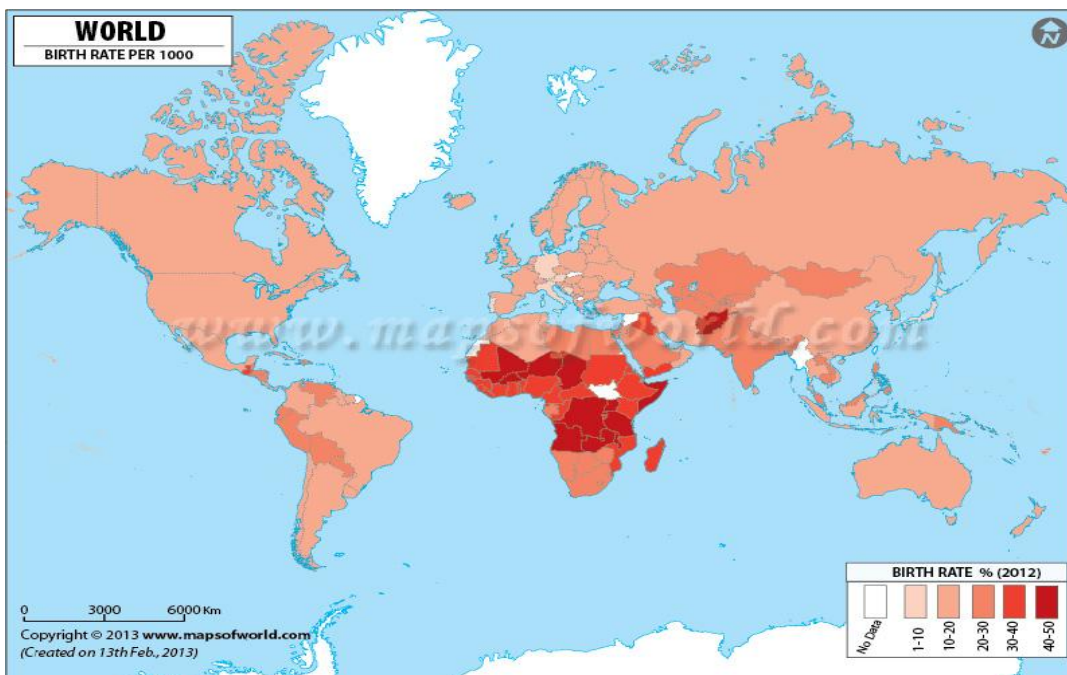 WORLD
BIRTH RATE PER 1000
N
www.mapsofworld.com
0 3000 6000 Km
Copyright © 2013 www.mapsofworld.com
(Created on 13th Feb., 2013)
BIRTH RATE % (2012)
No Data
1-10
10-20
20-30
30-40
40-50